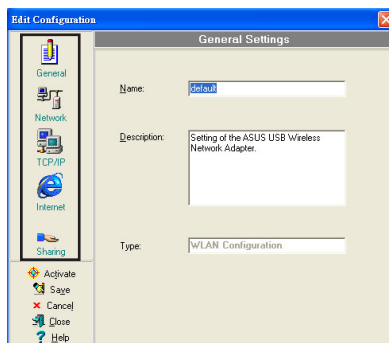 Edit Configuration
General Settings
General
Network
TCP/IP
Internet
Sharing
Activate
Save
Cancel
Close
Help
Name:
default
Description:
Setting of the ASUS USB Wireless
Network Adapter.
Type:
WLAN Configuration